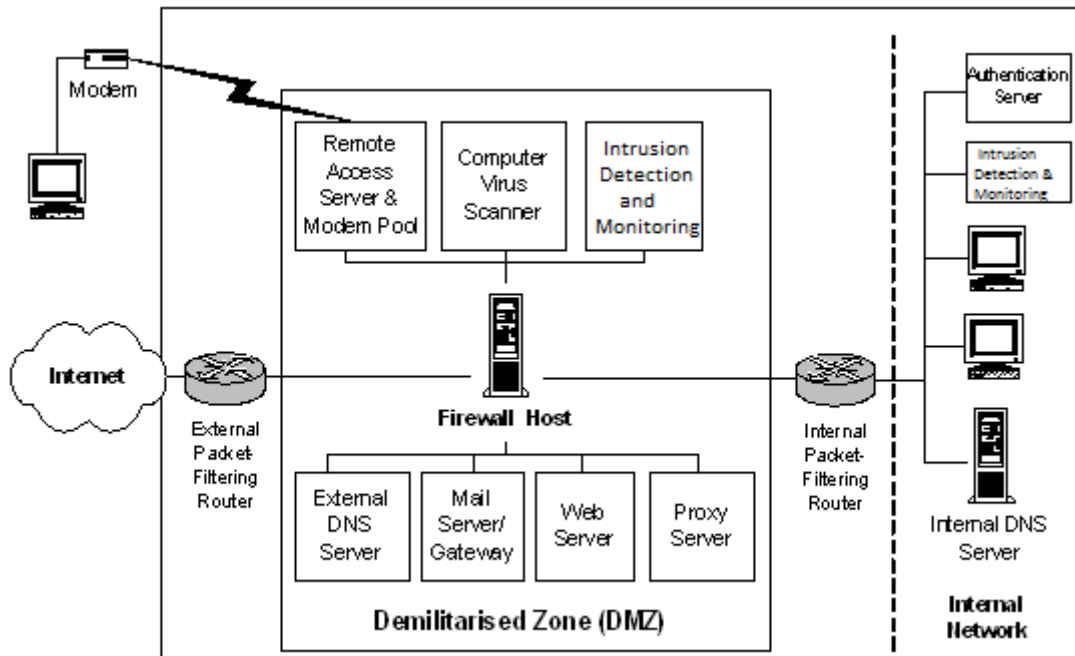 Modem
Remote
Access
Server &
Modem Pool
Computer
Virus
Scanner
Intrusion
Detection
and
Monitoring
Authentication
Server
Intrusion
Detection &
Monitoring
Internet
External
Packet-
Filtering
Router
Firewall Host
Internal
Packet-
Filtering
Router
External
DNS
Server
Mail
Server/
Gateway
Web
Server
Proxy
Server
Internal DNS
Server
Demilitarised Zone (DMZ)
Internal
Network